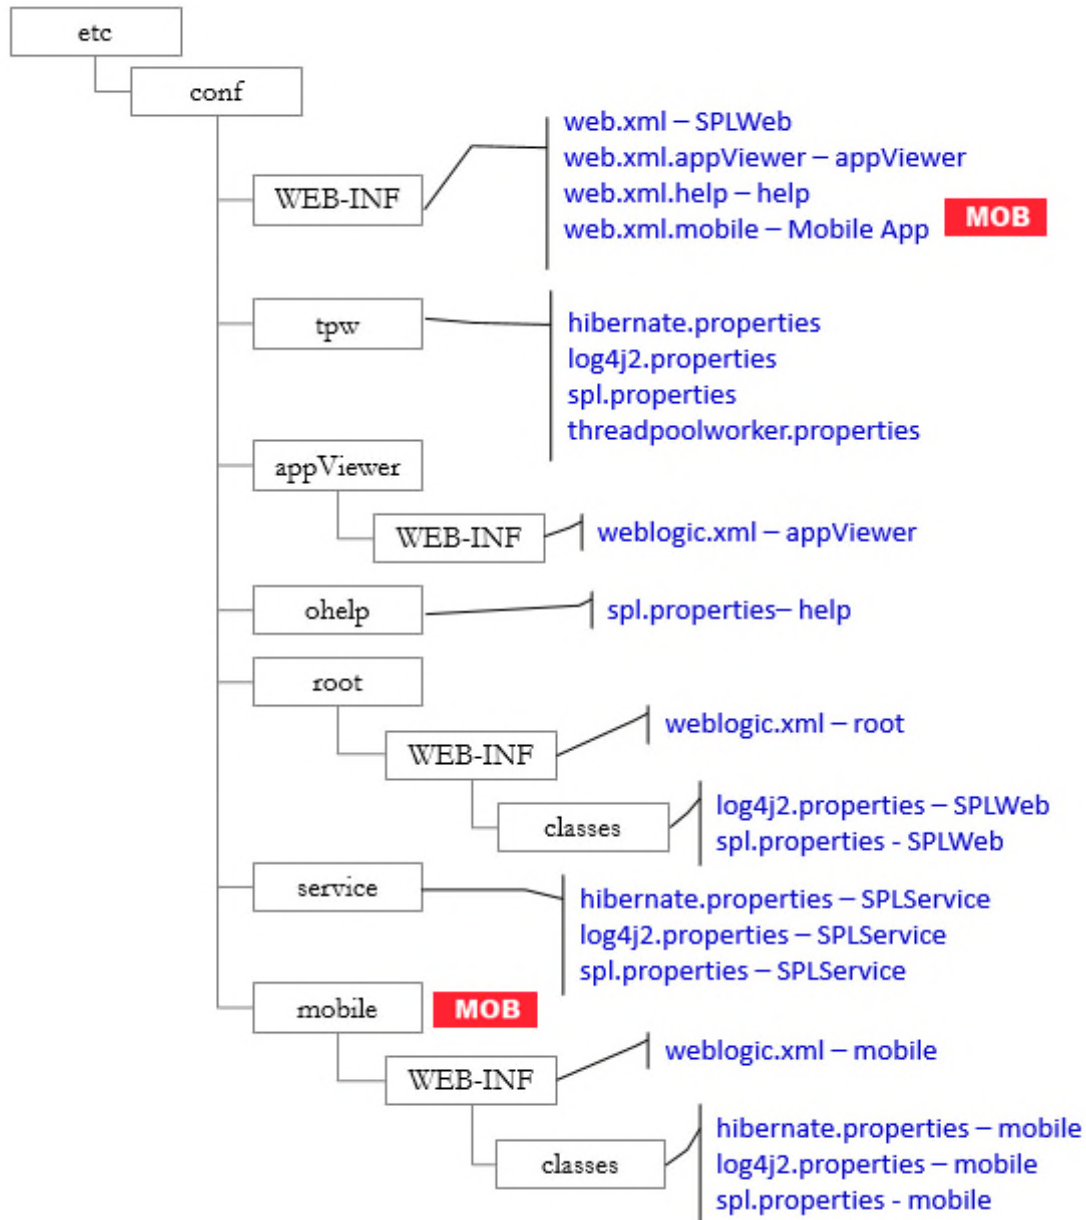 etc
conf
WEB-INF
web.xml – SPLWeb
web.xml.appViewer – appViewer
web.xml.help – help
web.xml.mobile – Mobile App
MOB
tpw
hibernate.properties
log4j2.properties
spl.properties
threadpoolworker.properties
appViewer
WEB-INF
weblogic.xml – appViewer
ohelp
spl.properties– help
root
WEB-INF
weblogic.xml – root
classes
log4j2.properties – SPLWeb
spl.properties - SPLWeb
service
hibernate.properties – SPLService
log4j2.properties – SPLService
spl.properties – SPLService
mobile
MOB
WEB-INF
weblogic.xml – mobile
classes
hibernate.properties – mobile
log4j2.properties – mobile
spl.properties - mobile